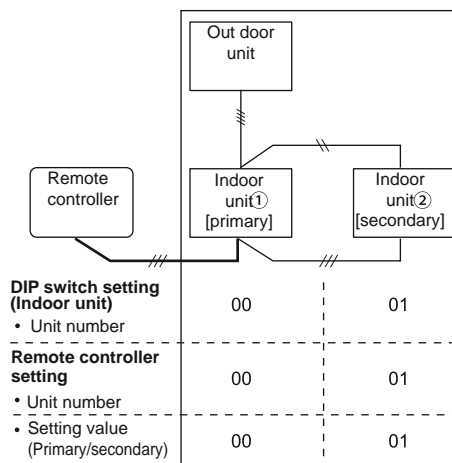 Out door
unit
Remote
controller
Indoor
unit①
[primary]
Indoor
unit②
[secondary]
DIP switch setting
(Indoor unit)
• Unit number
00
01
Remote controller
setting
• Unit number
00
01
• Setting value
(Primary/secondary)
00
01